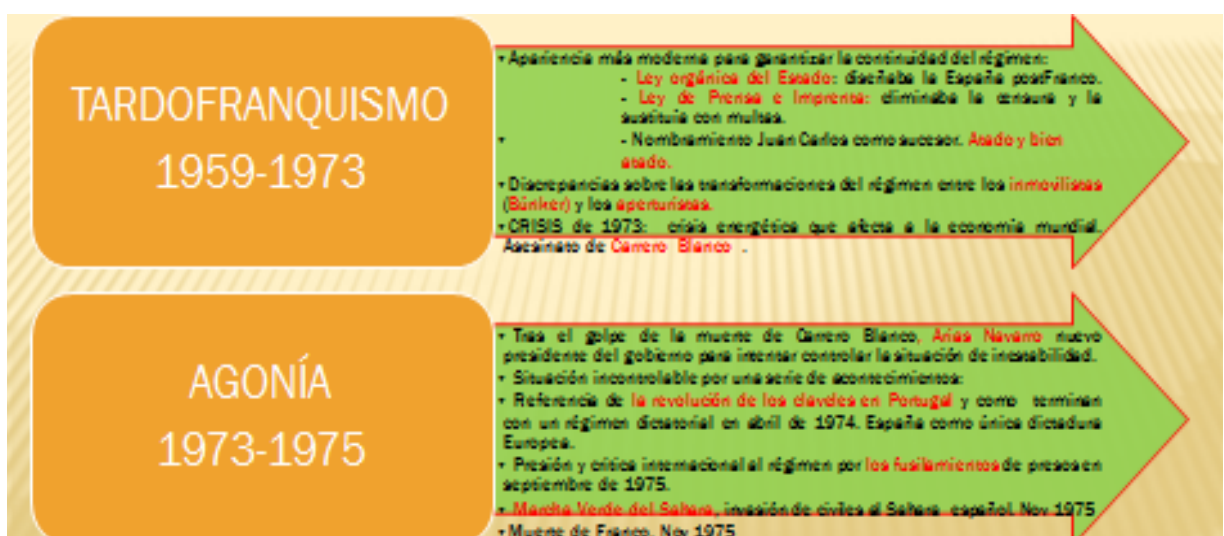 TARDOFRANQUISMO
1959-1973
• Apariencia más moderna para garantizar la continuidad del régimen:
- Ley orgánica del Estado: diseñaba la España postFranco.
- Ley de Prensa e Imprenta: eliminaba la censura y la
sustituía con multas.
• - Nombramiento Juan Carlos como sucesor. Atado y bien
atado.
• Discrepancias sobre las transformaciones del régimen entre los inmovilistas
(Búnker) y los aperturistas.
• CRISIS de 1973: crisis energética que afecta a la economía mundial.
Asesinato de Carrero Blanco .
AGONÍA
1973-1975
• Tras el golpe de la muerte de Carrero Blanco, Arias Navarro nuevo
presidente del gobierno para intentar controlar la situación de inestabilidad.
• Situación incontrolable por una serie de acontecimientos:
• Referencia de la revolución de los claveles en Portugal y como terminan
con un régimen dictatorial en abril de 1974. España como única dictadura
Europea.
• Presión y crítica internacional al régimen por los fusilamientos de presos en
septiembre de 1975.
• Marcha Verde del Sahara, invasión de civiles al Sahara español. Nov 1975
• Muerte de Franco. Nov 1975